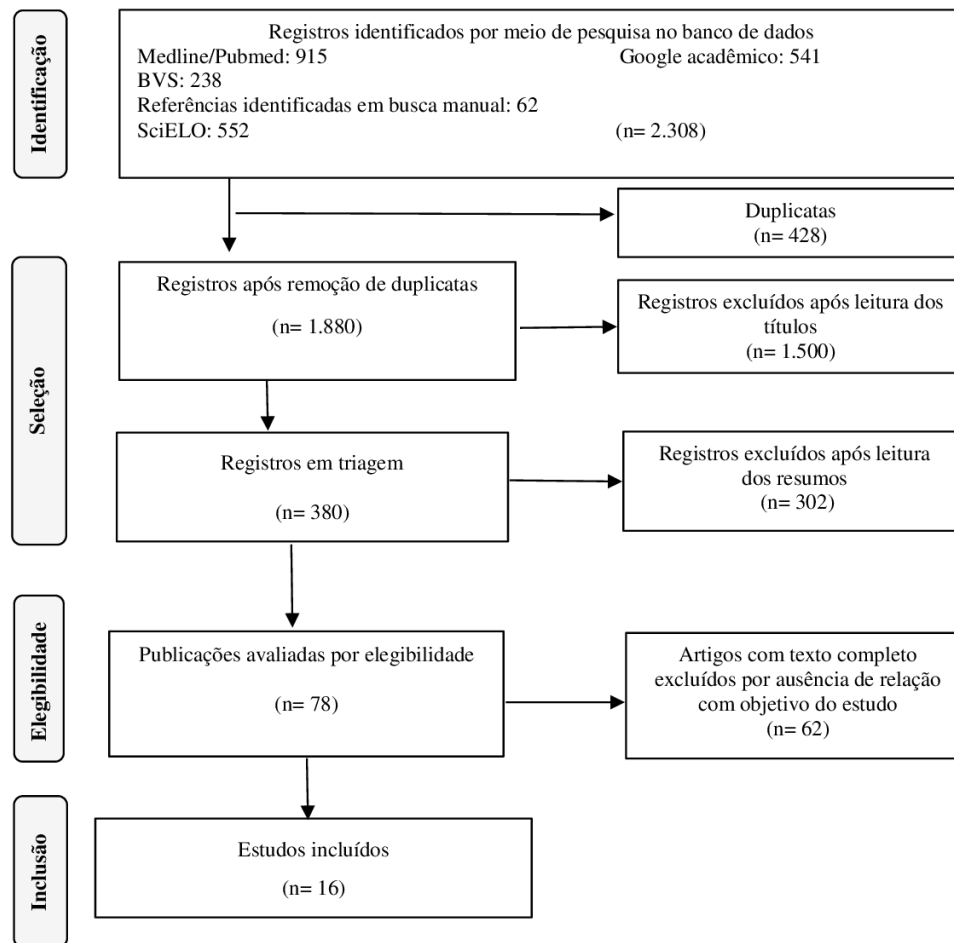 Identificação
Registros identificados por meio de pesquisa no banco de dados
Medline/Pubmed: 915 Google acadêmico: 541
BVS: 238
Referências identificadas em busca manual: 62
SciELO: 552 (n= 2.308)
Duplicatas
(n= 428)
Seleção
Registros após remoção de duplicatas
(n= 1.880)
Registros excluídos após leitura dos
títulos
(n= 1.500)
Registros em triagem
(n= 380)
Registros excluídos após leitura
dos resumos
(n= 302)
Elegibilidade
Publicações avaliadas por elegibilidade
(n= 78)
Artigos com texto completo
excluídos por ausência de relação
com objetivo do estudo
(n= 62)
Inclusão
Estudos incluídos
(n= 16)